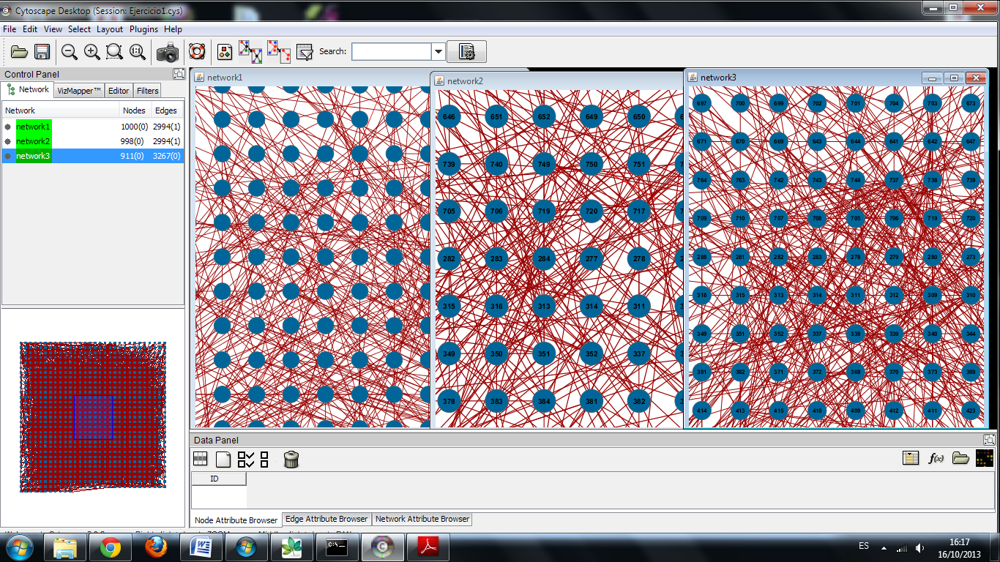 Cytoscape Desktop (Session: Ejercicio1.cys)
File Edit View Select Layout Plugins Help
1:1 Search:
Control Panel
Network VizMapper™ Editor Filters
Network Nodes Edges
network1 1000(0) 2994(1)
network2 998(0) 2994(1)
network3 911(0) 3267(0)
network1
network2
646 651 652 649 650
739 740 749 750 751
705 706 719 720 717
282 283 284 277 278
315 316 313 314 311
349 350 351 352 337
378 383 384 381 382
network3
697 700 699 702 701 704 703 673
671 670 669 643 644 641 642 647
764 763 742 743 744 737 738 739
709 710 707 708 705 706 719 720
281 282 283 279 273
318 315 313 314 311 312 309 310
349 351 352 337 338 339 340 344
381 382 371 372 369 370 373 389
414 413 415 410 409 412 411 423
Data Panel
f(x)
ID
Node Attribute Browser Edge Attribute Browser Network Attribute Browser
C:\
ES
16:17
16/10/2013